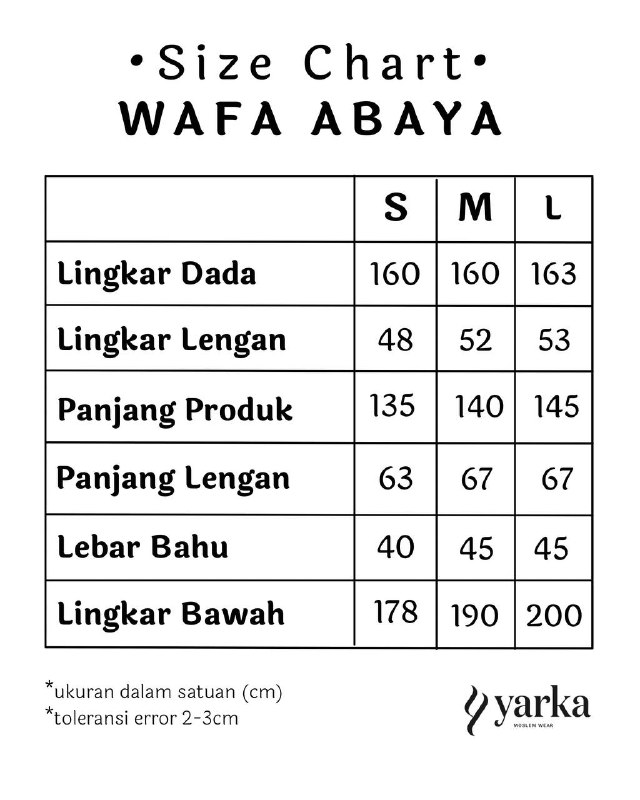 •Size Chart•
WAFA ABAYA
S M L
Lingkar Dada 160 160 163
Lingkar Lengan 48 52 53
Panjang Produk 135 140 145
Panjang Lengan 63 67 67
Lebar Bahu 40 45 45
Lingkar Bawah 178 190 200
*ukuran dalam satuan (cm)
*toleransi error 2-3cm
yarka
MOSLEM WEAR